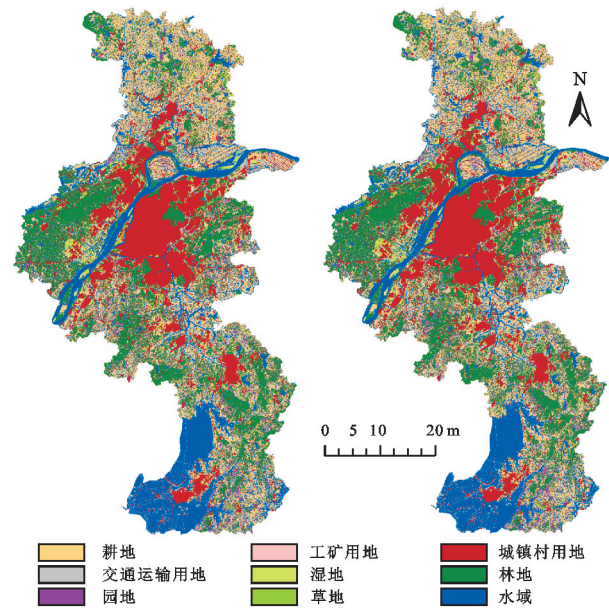 N
0 5 10 20 m
耕地 工矿用地 城镇村用地
交通运输用地 湿地 林地
园地 草地 水域